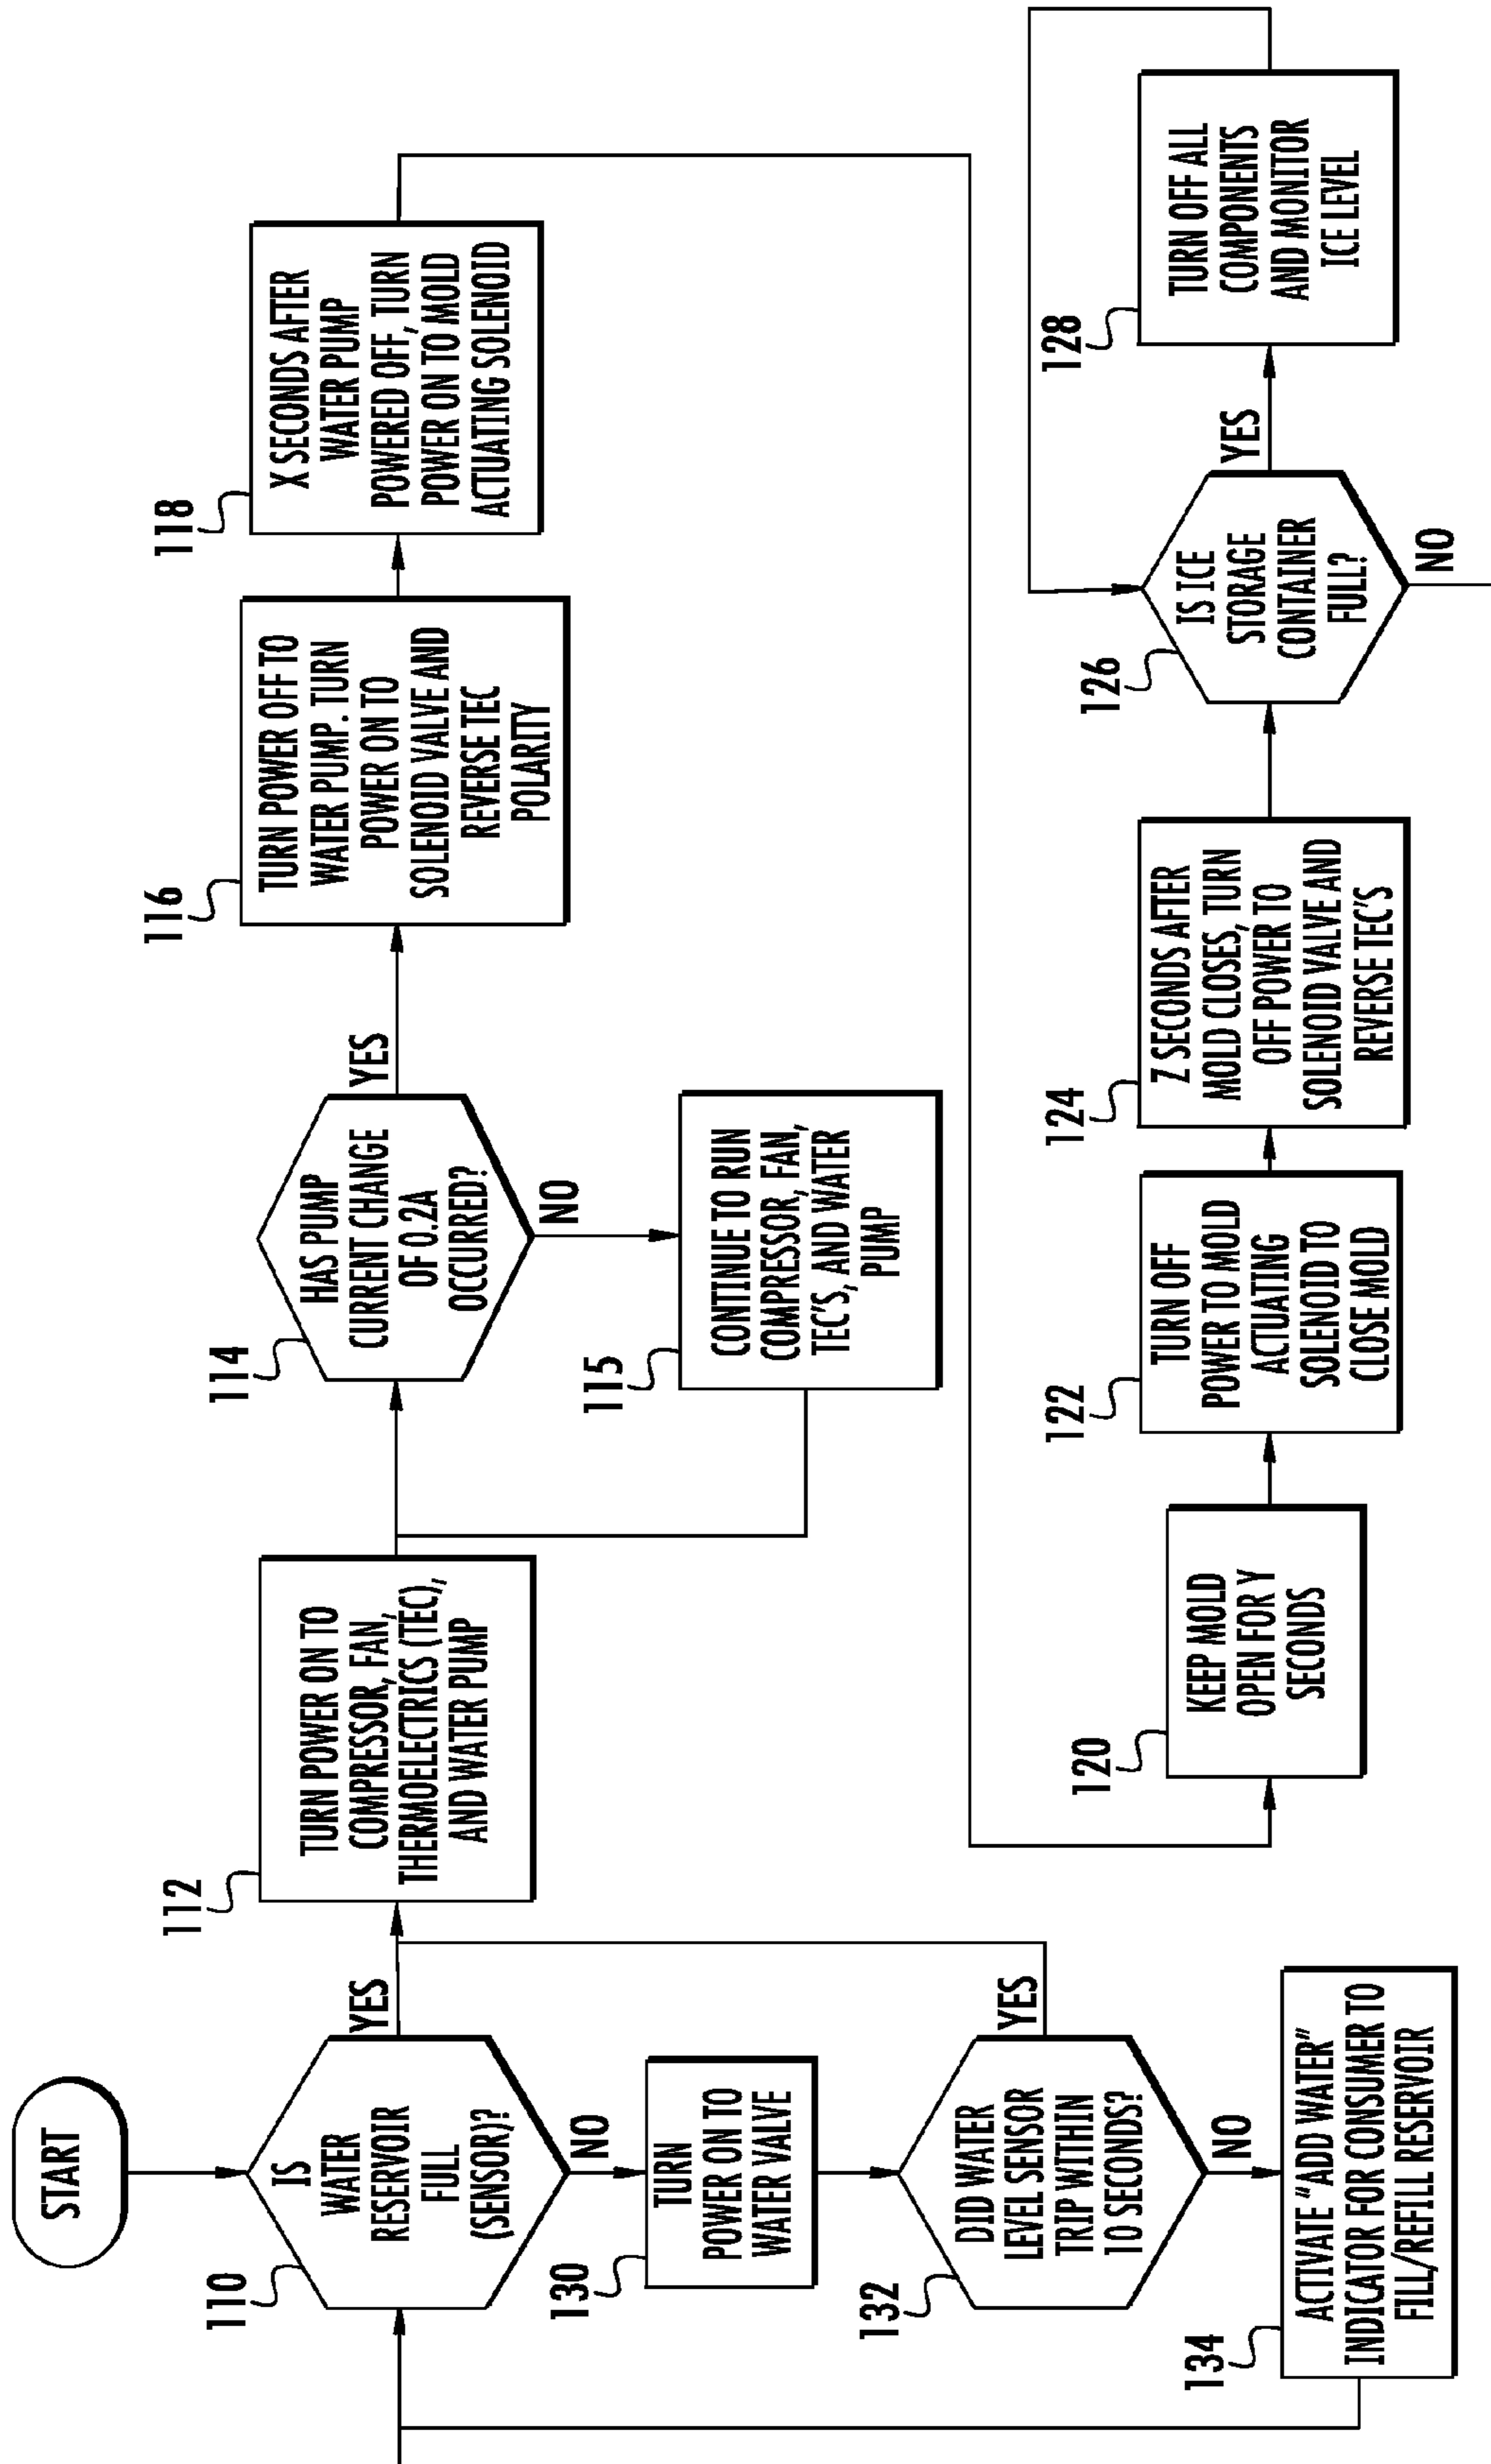 START
110
IS
WATER
RESERVOIR
FULL
(SENSOR)?
YES
NO
130
TURN
POWER ON TO
WATER VALVE
132
DID WATER
LEVEL SENSOR
TRIP WITHIN
10 SECONDS?
YES
NO
134
ACTIVATE "ADD WATER"
INDICATOR FOR CONSUMER TO
FILL/REFILL RESERVOIR
112
TURN POWER ON TO
COMPRESSOR, FAN,
THERMOELECTRICS (TEC),
AND WATER PUMP
114
HAS PUMP
CURRENT CHANGE
OF 0.2A
OCCURRED?
YES
NO
115
CONTINUE TO RUN
COMPRESSOR, FAN,
TEC'S, AND WATER
PUMP
116
TURN POWER OFF TO
WATER PUMP. TURN
POWER ON TO
SOLENOID VALVE AND
REVERSE TEC
POLARITY
118
X SECONDS AFTER
WATER PUMP
POWERED OFF, TURN
POWER ON TO MOLD
ACTUATING SOLENOID
120
KEEP MOLD
OPEN FOR Y
SECONDS
122
TURN OFF
POWER TO MOLD
ACTUATING
SOLENOID TO
CLOSE MOLD
124
Z SECONDS AFTER
MOLD CLOSES, TURN
OFF POWER TO
SOLENOID VALVE AND
REVERSE TEC'S
126
IS ICE
STORAGE
CONTAINER
FULL?
YES
NO
128
TURN OFF ALL
COMPONENTS
AND MONITOR
ICE LEVEL